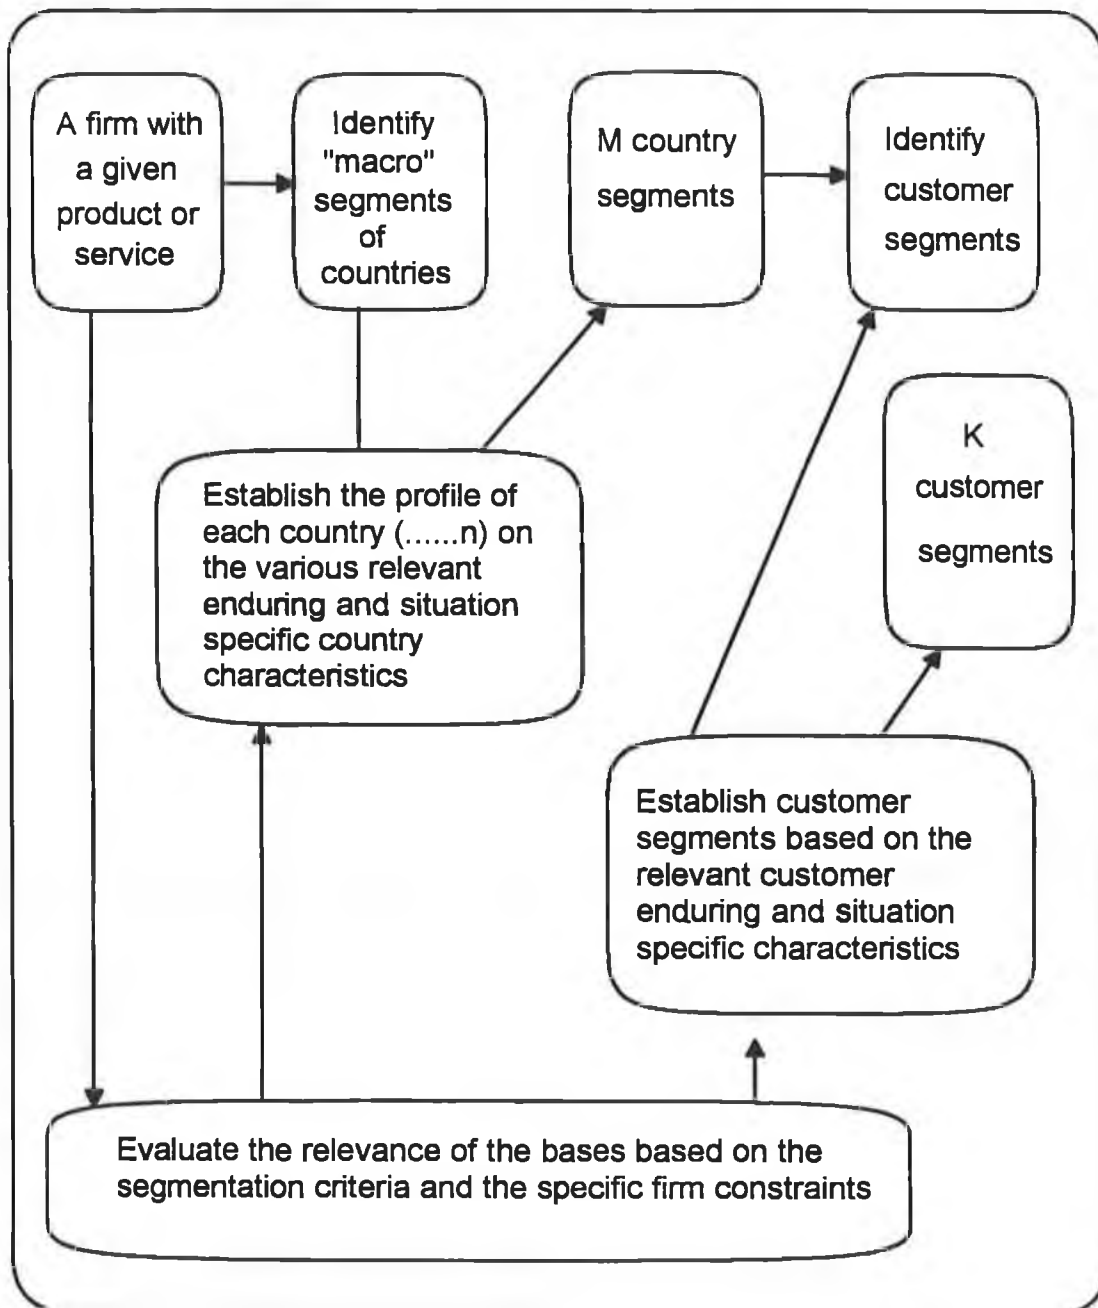 A firm with
a given
product or
service
Identify
"macro"
segments
of
countries
M country
segments
Identify
customer
segments
K
customer
segments
Establish the profile of
each country (......n) on
the various relevant
enduring and situation
specific country
characteristics
Establish customer
segments based on the
relevant customer
enduring and situation
specific characteristics
Evaluate the relevance of the bases based on the
segmentation criteria and the specific firm constraints